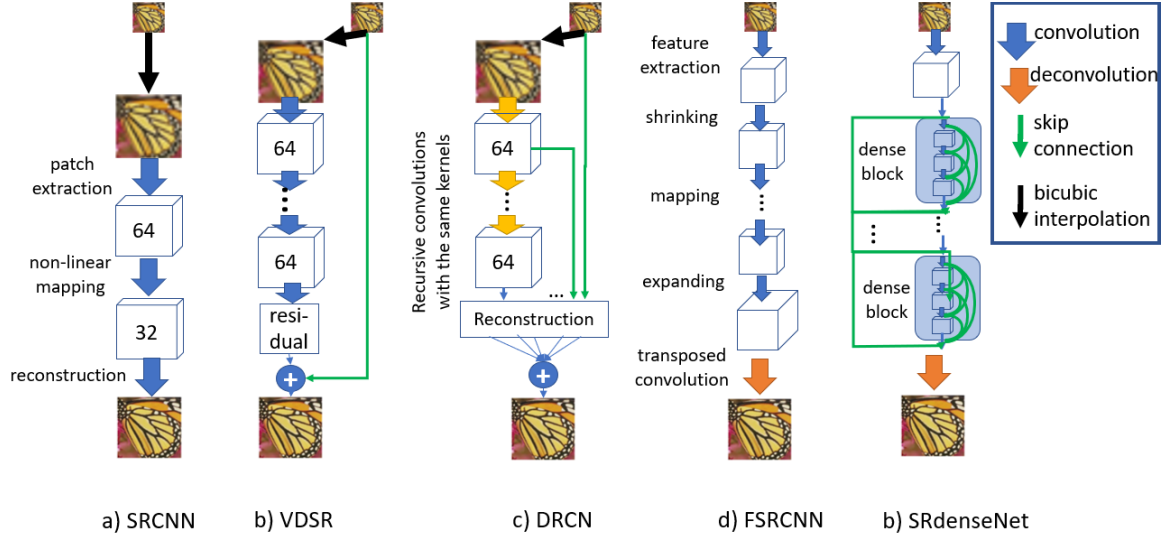 patch
extraction
64
non-linear
mapping
32
reconstruction
a) SRCNN
64
64
resi-
dual
+
b) VDSR
Recursive convolutions
with the same kernels
64
64
...
Reconstruction
+
c) DRCN
feature
extraction
shrinking
mapping
...
expanding
transposed
convolution
d) FSRCNN
dense
block
dense
block
b) SRdenseNet
convolution
deconvolution
skip
connection
bicubic
interpolation